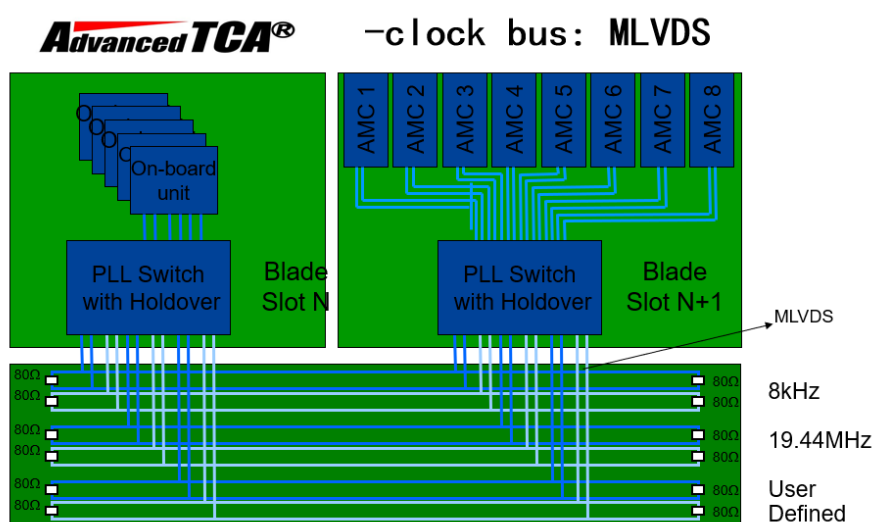 Advanced TCA®
-clock bus: MLVDS
AMC 1
AMC 2
AMC 3
AMC 4
AMC 5
AMC 6
AMC 7
AMC 8
O
O
O
O
On-board
unit
PLL Switch
with Holdover
Blade
Slot N
PLL Switch
with Holdover
Blade
Slot N+1
MLVDS
80Ω
80Ω
80Ω
80Ω
80Ω
80Ω
80Ω
80Ω
80Ω
80Ω
80Ω
80Ω
8kHz
19.44MHz
User
Defined